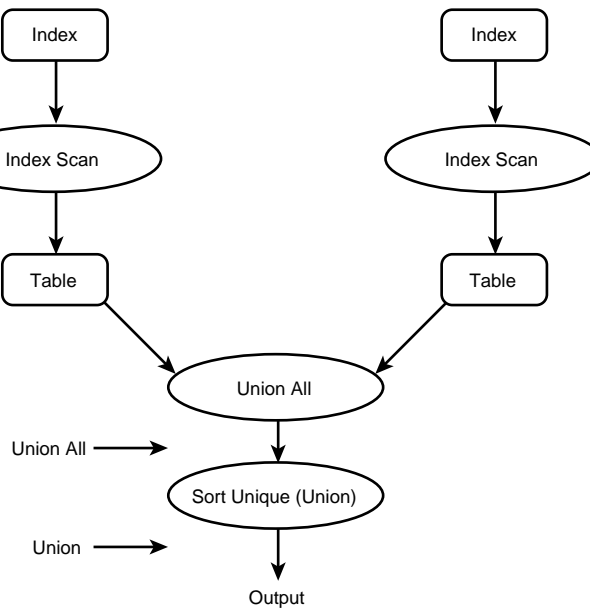 Index
Index
Index Scan
Index Scan
Table
Table
Union All
Union All
Sort Unique (Union)
Union
Output